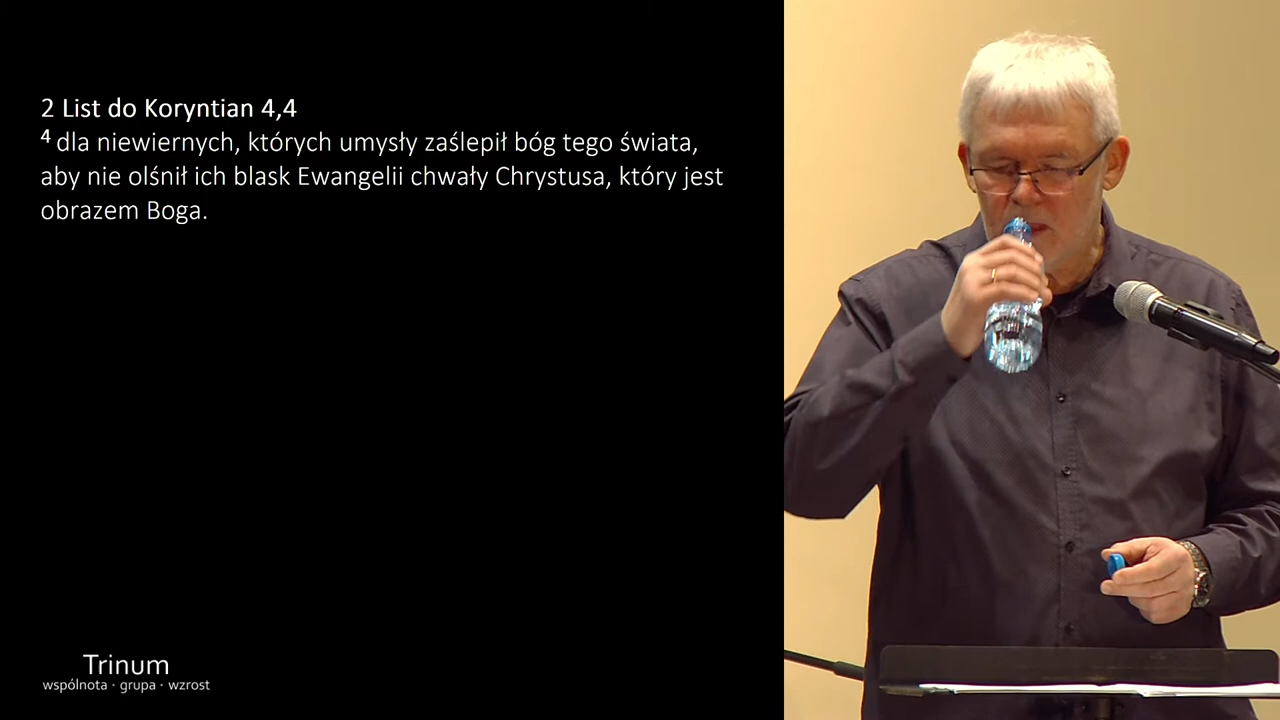 2 List do Koryntian 4,4
4 dla niewiernych, których umysły zaślepił bóg tego świata,
aby nie olśnił ich blask Ewangelii chwały Chrystusa, który jest
obrazem Boga.
Trinum
wspólnota · grupa · wzrost